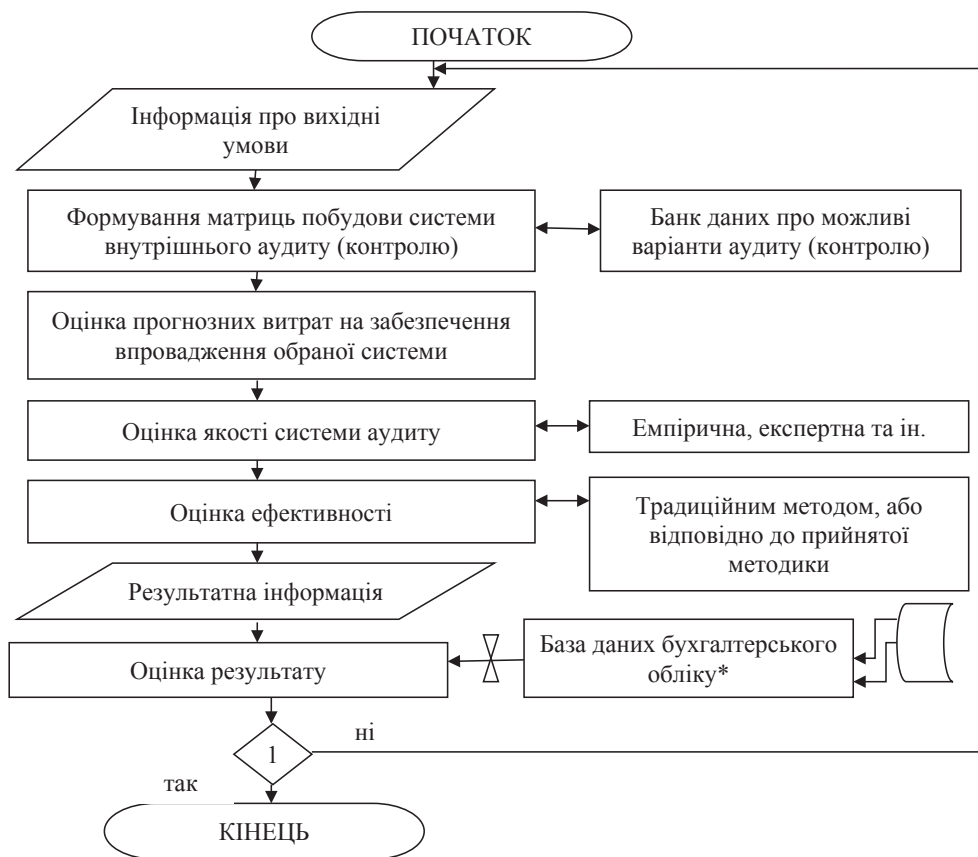 ПОЧАТОК
Інформація про вихідні
умови
Формування матриць побудови системи
внутрішнього аудиту (контролю)
Банк даних про можливі
варіанти аудиту (контролю)
Оцінка прогнозних витрат на забезпечення
впровадження обраної системи
Оцінка якості системи аудиту
Емпірична, експертна та ін.
Оцінка ефективності
Традиційним методом, або
відповідно до прийнятої
методики
Результатна інформація
База даних бухгалтерського
обліку*
Оцінка результату
1
ні
так
КІНЕЦЬ